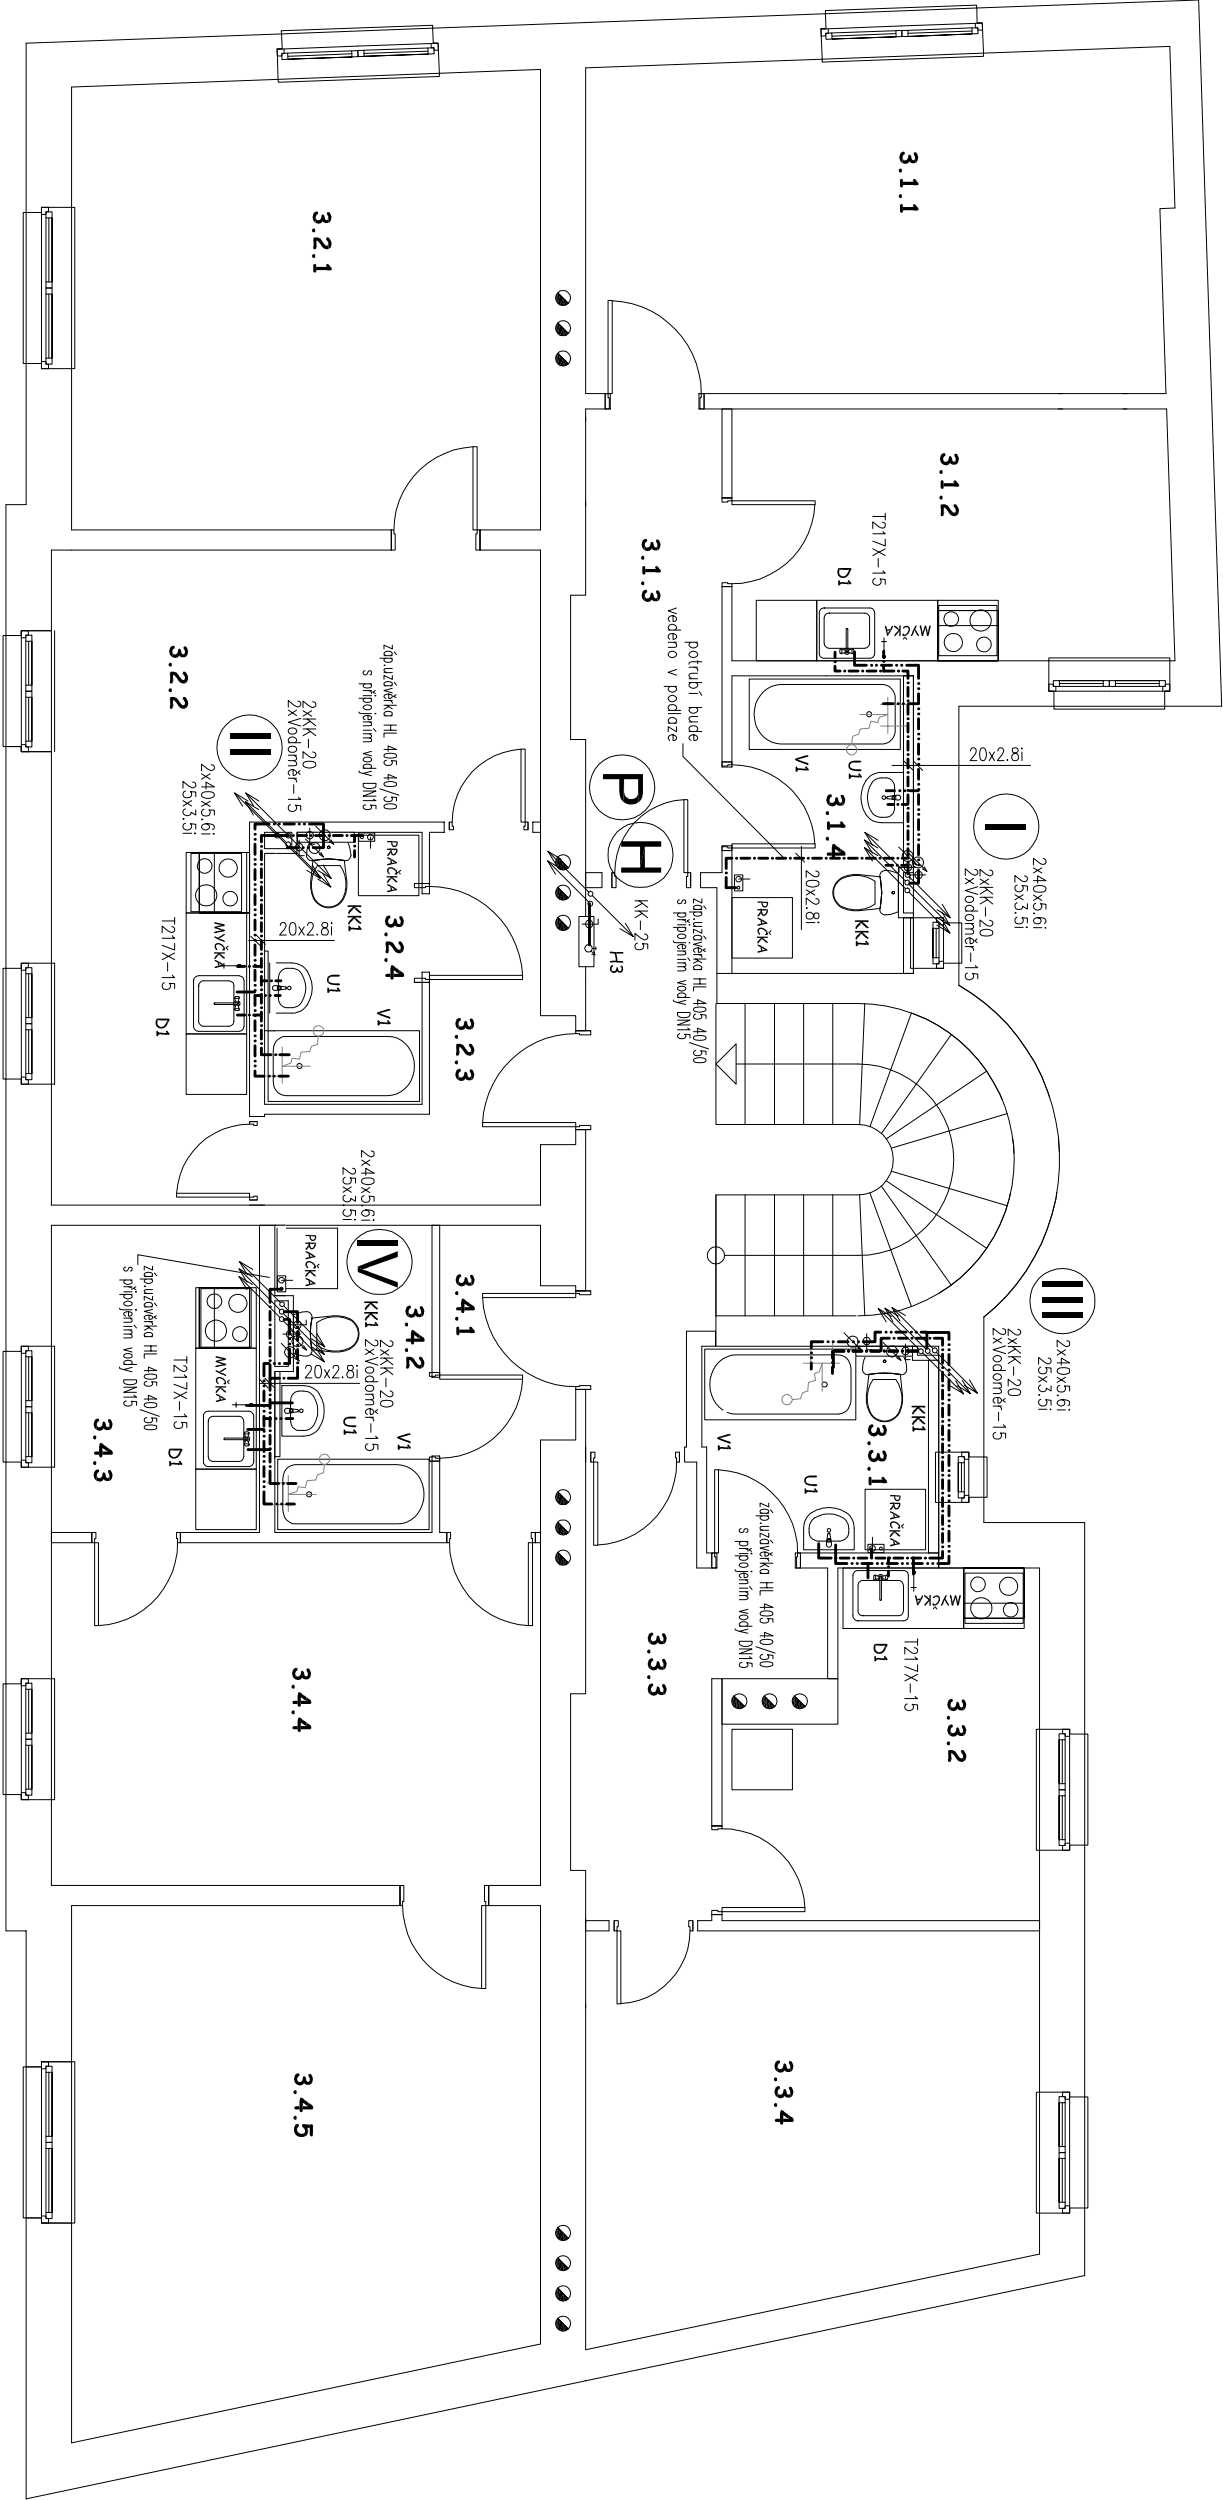 3.1.1
3.1.2
T217X-15
D1
MYČKA
3.1.3
potrubí bude
vedeno v podlaze
V1
U1
20x2.8i
3.1.4
I
2x40x5.6i
25x3.5i
2xKK-20
2xVodoměr-15
20x2.8i
KK1
PRAČKA
záp.uzávěrka HL 405 40/50
s připojením vody DN15
P
H
KK-25
H3
3.2.1
3.2.2
záp.uzávěrka HL 405 40/50
s připojením vody DN15
II
2xKK-20
2xVodoměr-15
2x40x5.6i
25x3.5i
PRAČKA
KK1
3.2.4
20x2.8i
MYČKA
T217X-15
D1
U1
V1
3.2.3
III
2x40x5.6i
25x3.5i
2xKK-20
2xVodoměr-15
KK1
3.3.1
V1
U1
PRAČKA
záp.uzávěrka HL 405 40/50
s připojením vody DN15
MYČKA
D1
T217X-15
3.3.2
3.3.3
3.3.4
2x40x5.6i
25x3.5i
IV
PRAČKA
3.4.1
KK1
3.4.2
2xKK-20
2xVodoměr-15
20x2.8i
U1
V1
záp.uzávěrka HL 405 40/50
s připojením vody DN15
MYČKA
T217X-15
D1
3.4.3
3.4.4
3.4.5